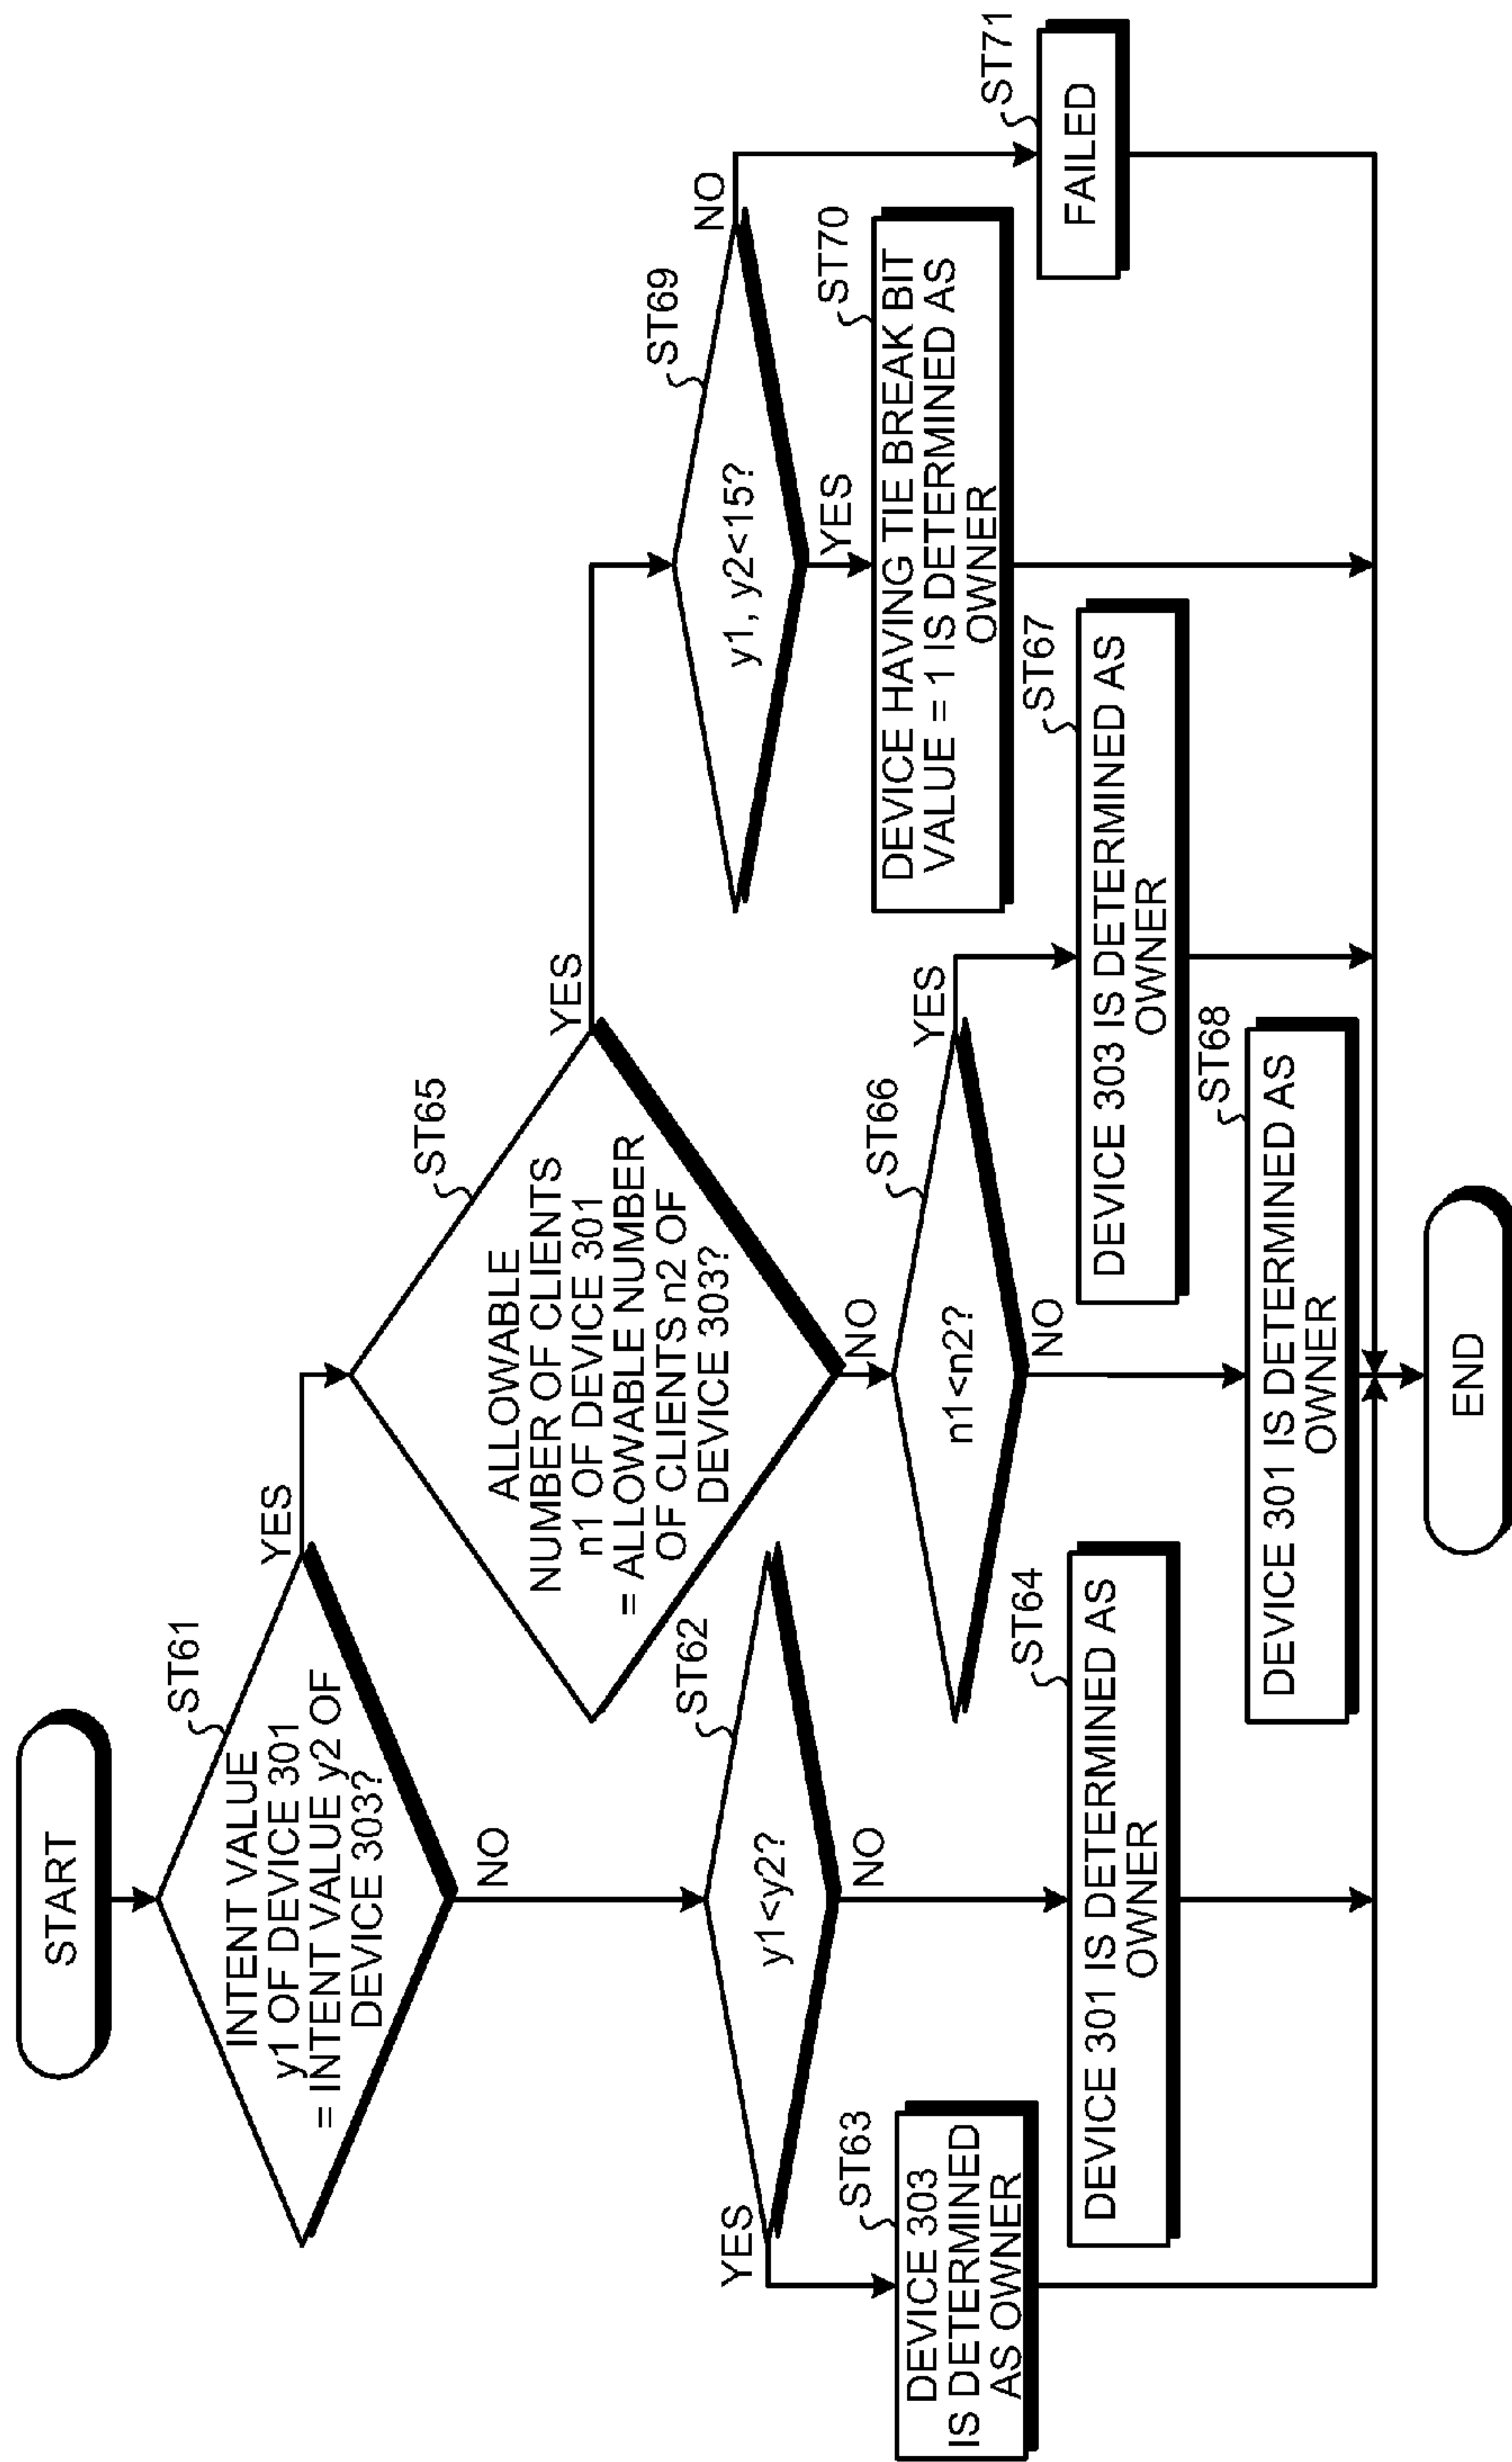 START
ST61
INTENT VALUE
y1 OF DEVICE 301
= INTENT VALUE y2 OF
DEVICE 303?
YES
NO
ST62
y1<y2?
YES
NO
ST63
DEVICE 303
IS DETERMINED
AS OWNER
ST64
DEVICE 301 IS DETERMINED AS
OWNER
ST65
ALLOWABLE
NUMBER OF CLIENTS
n1 OF DEVICE 301
= ALLOWABLE NUMBER
OF CLIENTS n2 OF
DEVICE 303?
YES
NO
ST66
n1<n2?
YES
NO
ST67
DEVICE 303 IS DETERMINED AS
OWNER
ST68
DEVICE 301 IS DETERMINED AS
OWNER
ST69
y1, y2<15?
NO
YES
ST70
DEVICE HAVING TIE BREAK BIT
VALUE = 1 IS DETERMINED AS
OWNER
ST71
FAILED
END